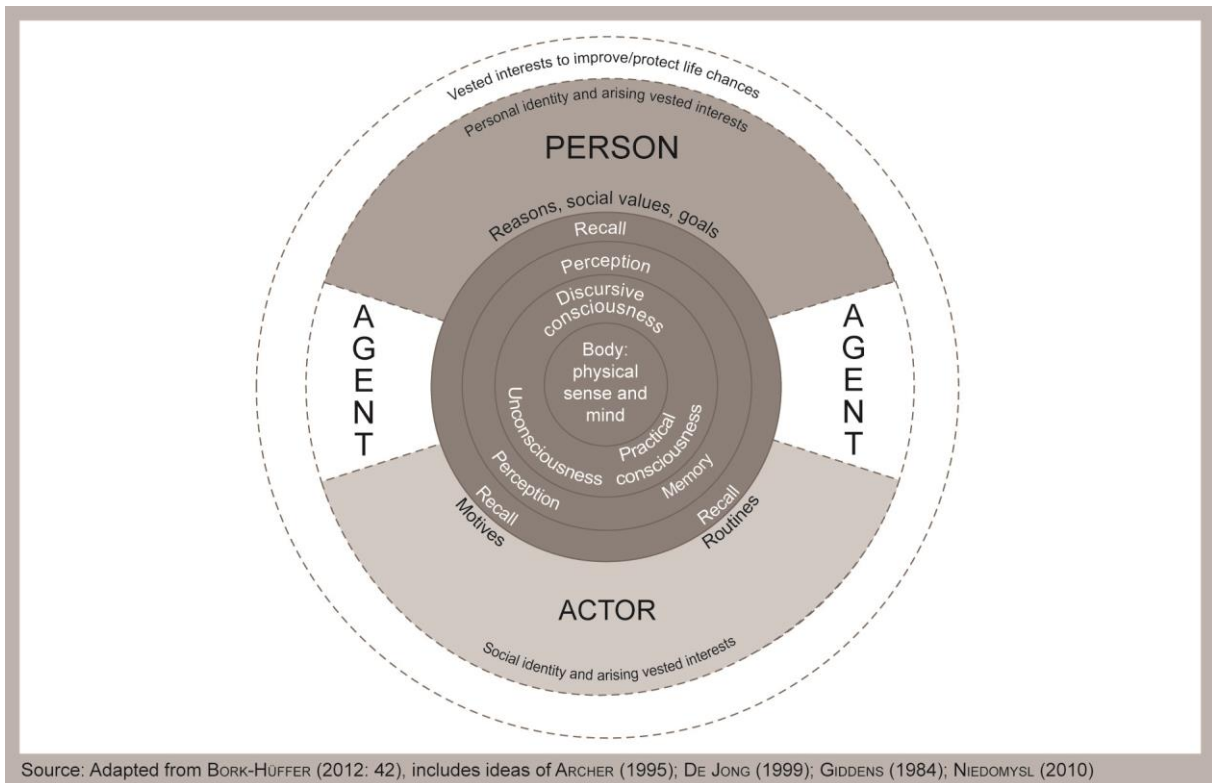 Vested interests to improve/protect life chances
Personal identity and arising vested interests
PERSON
Reasons, social values, goals
Recall
Perception
Discursive
consciousness
AGENT
AGENT
Body:
physical
sense and
mind
Unconsciousness
Practical
consciousness
Perception
Memory
Recall
Recall
Motives
Routines
ACTOR
Social identity and arising vested interests
Source: Adapted from BORK-HÜFFER (2012: 42), includes ideas of ARCHER (1995); DE JONG (1999); GIDDENS (1984); NIEDOMYSL (2010)